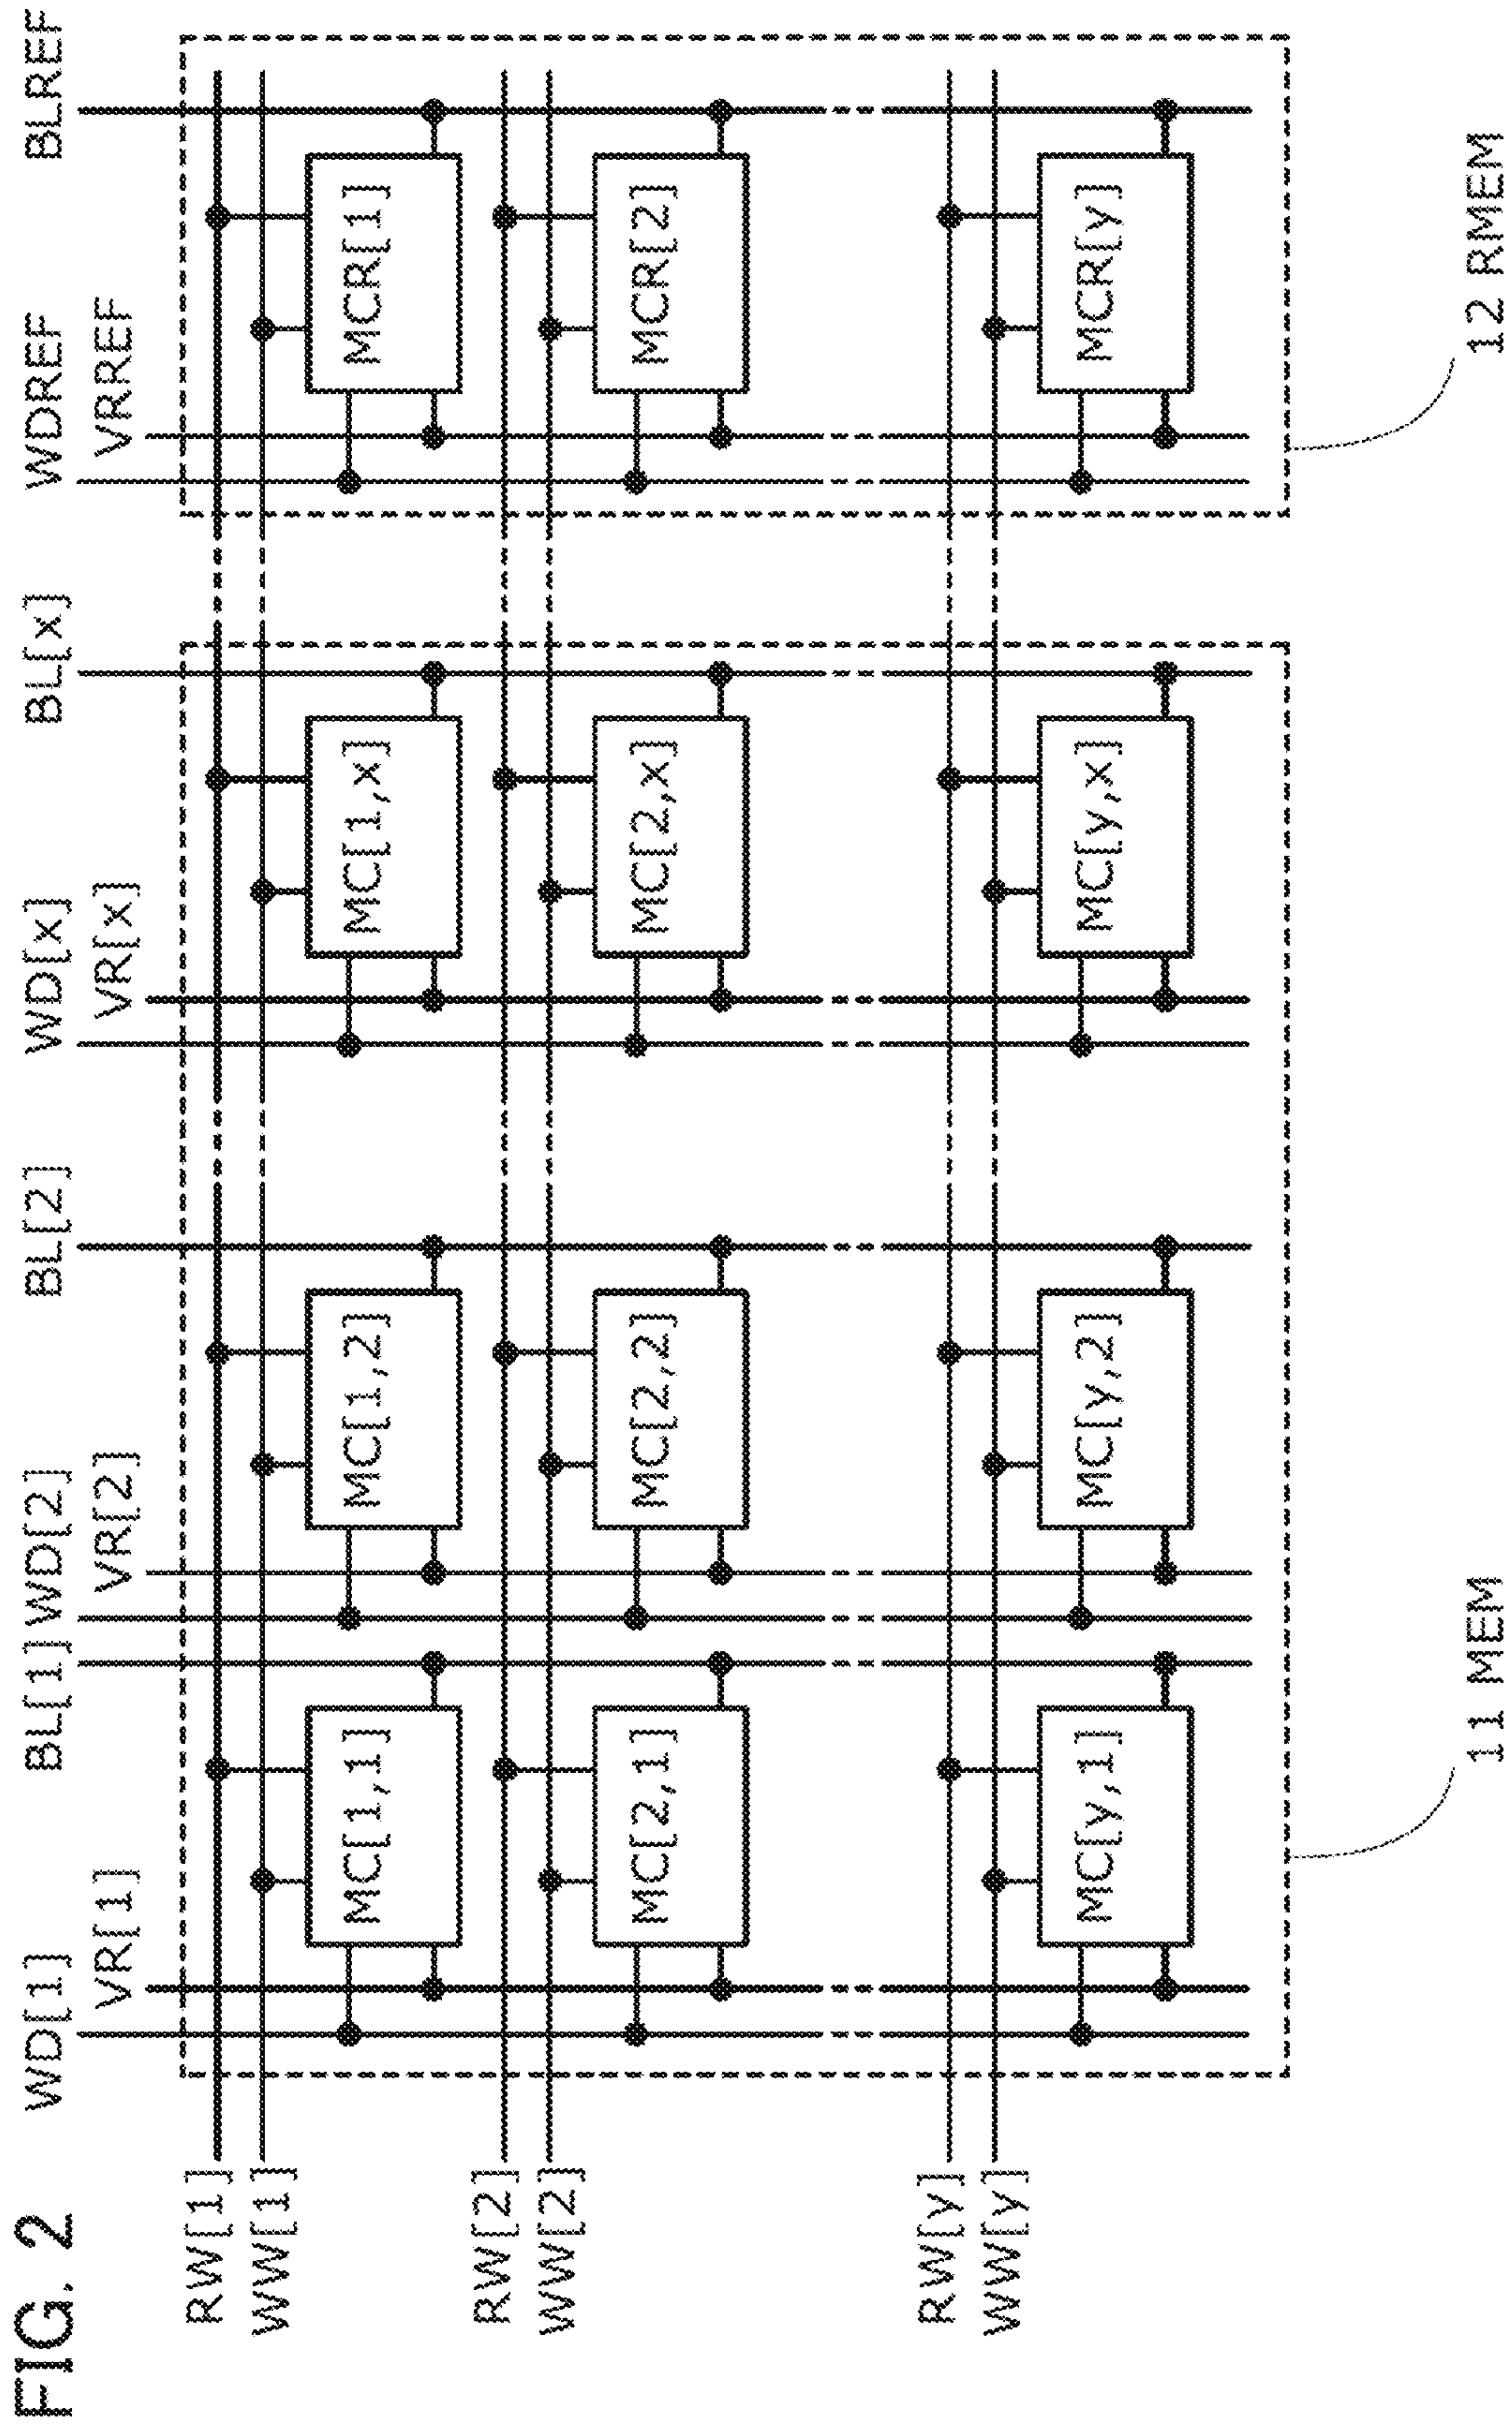 FIG. 2
WD[1] BL[1] WD[2] BL[2] WD[x] BL[x] WDREF BLREF
VR[1] VR[2] VR[x] VRREF
RW[1]
WW[1]
MC[1,1] MC[1,2] MC[1,x] MCR[1]
RW[2]
WW[2]
MC[2,1] MC[2,2] MC[2,x] MCR[2]
RW[y]
WW[y]
MC[y,1] MC[y,2] MC[y,x] MCR[y]
11 MEM 12 RMEM